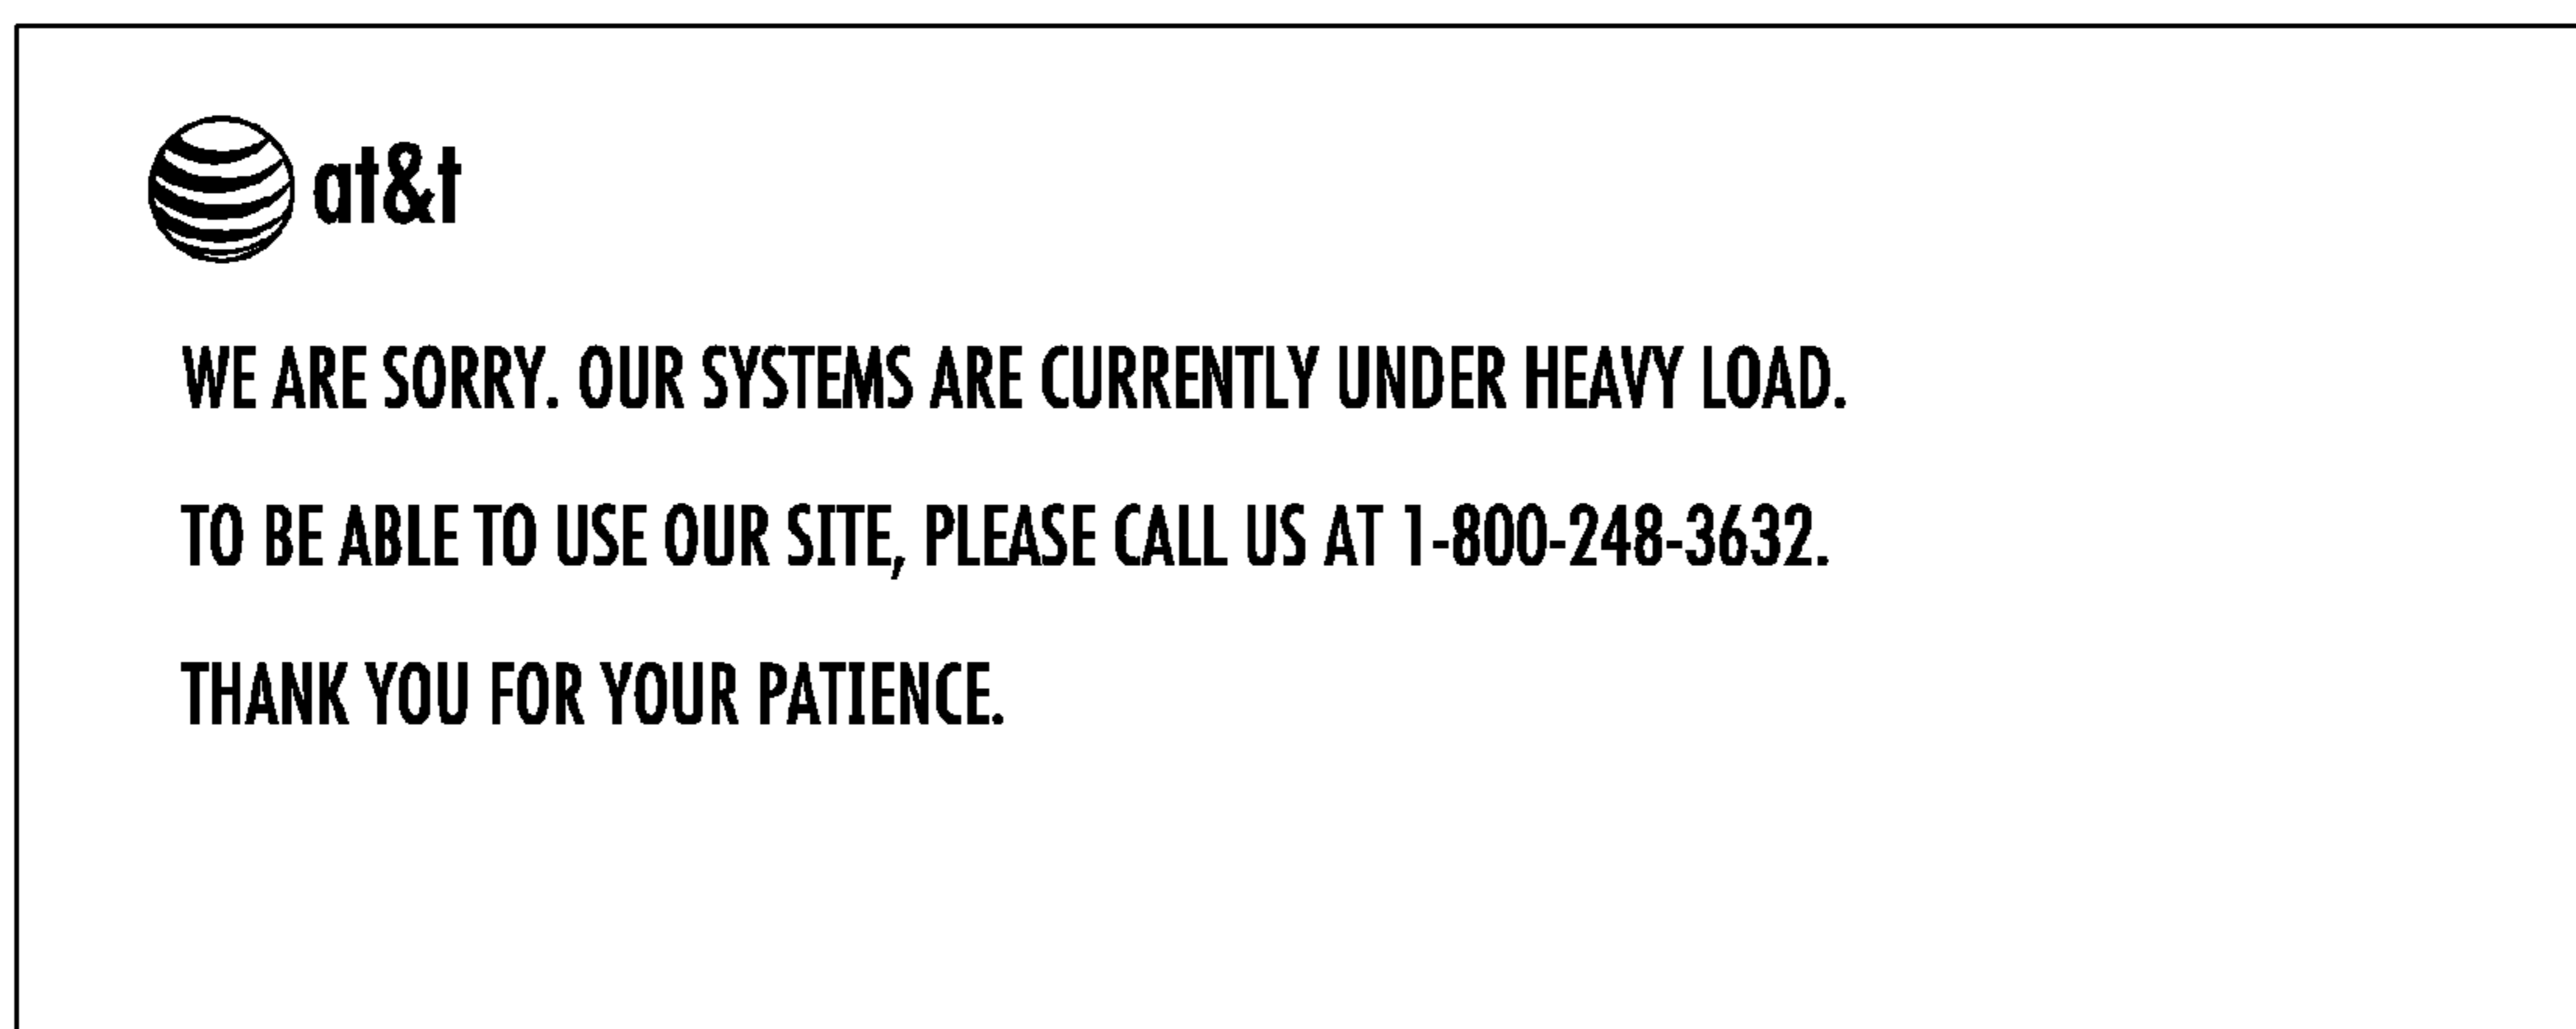 at&t
WE ARE SORRY. OUR SYSTEMS ARE CURRENTLY UNDER HEAVY LOAD.
TO BE ABLE TO USE OUR SITE, PLEASE CALL US AT 1-800-248-3632.
THANK YOU FOR YOUR PATIENCE.